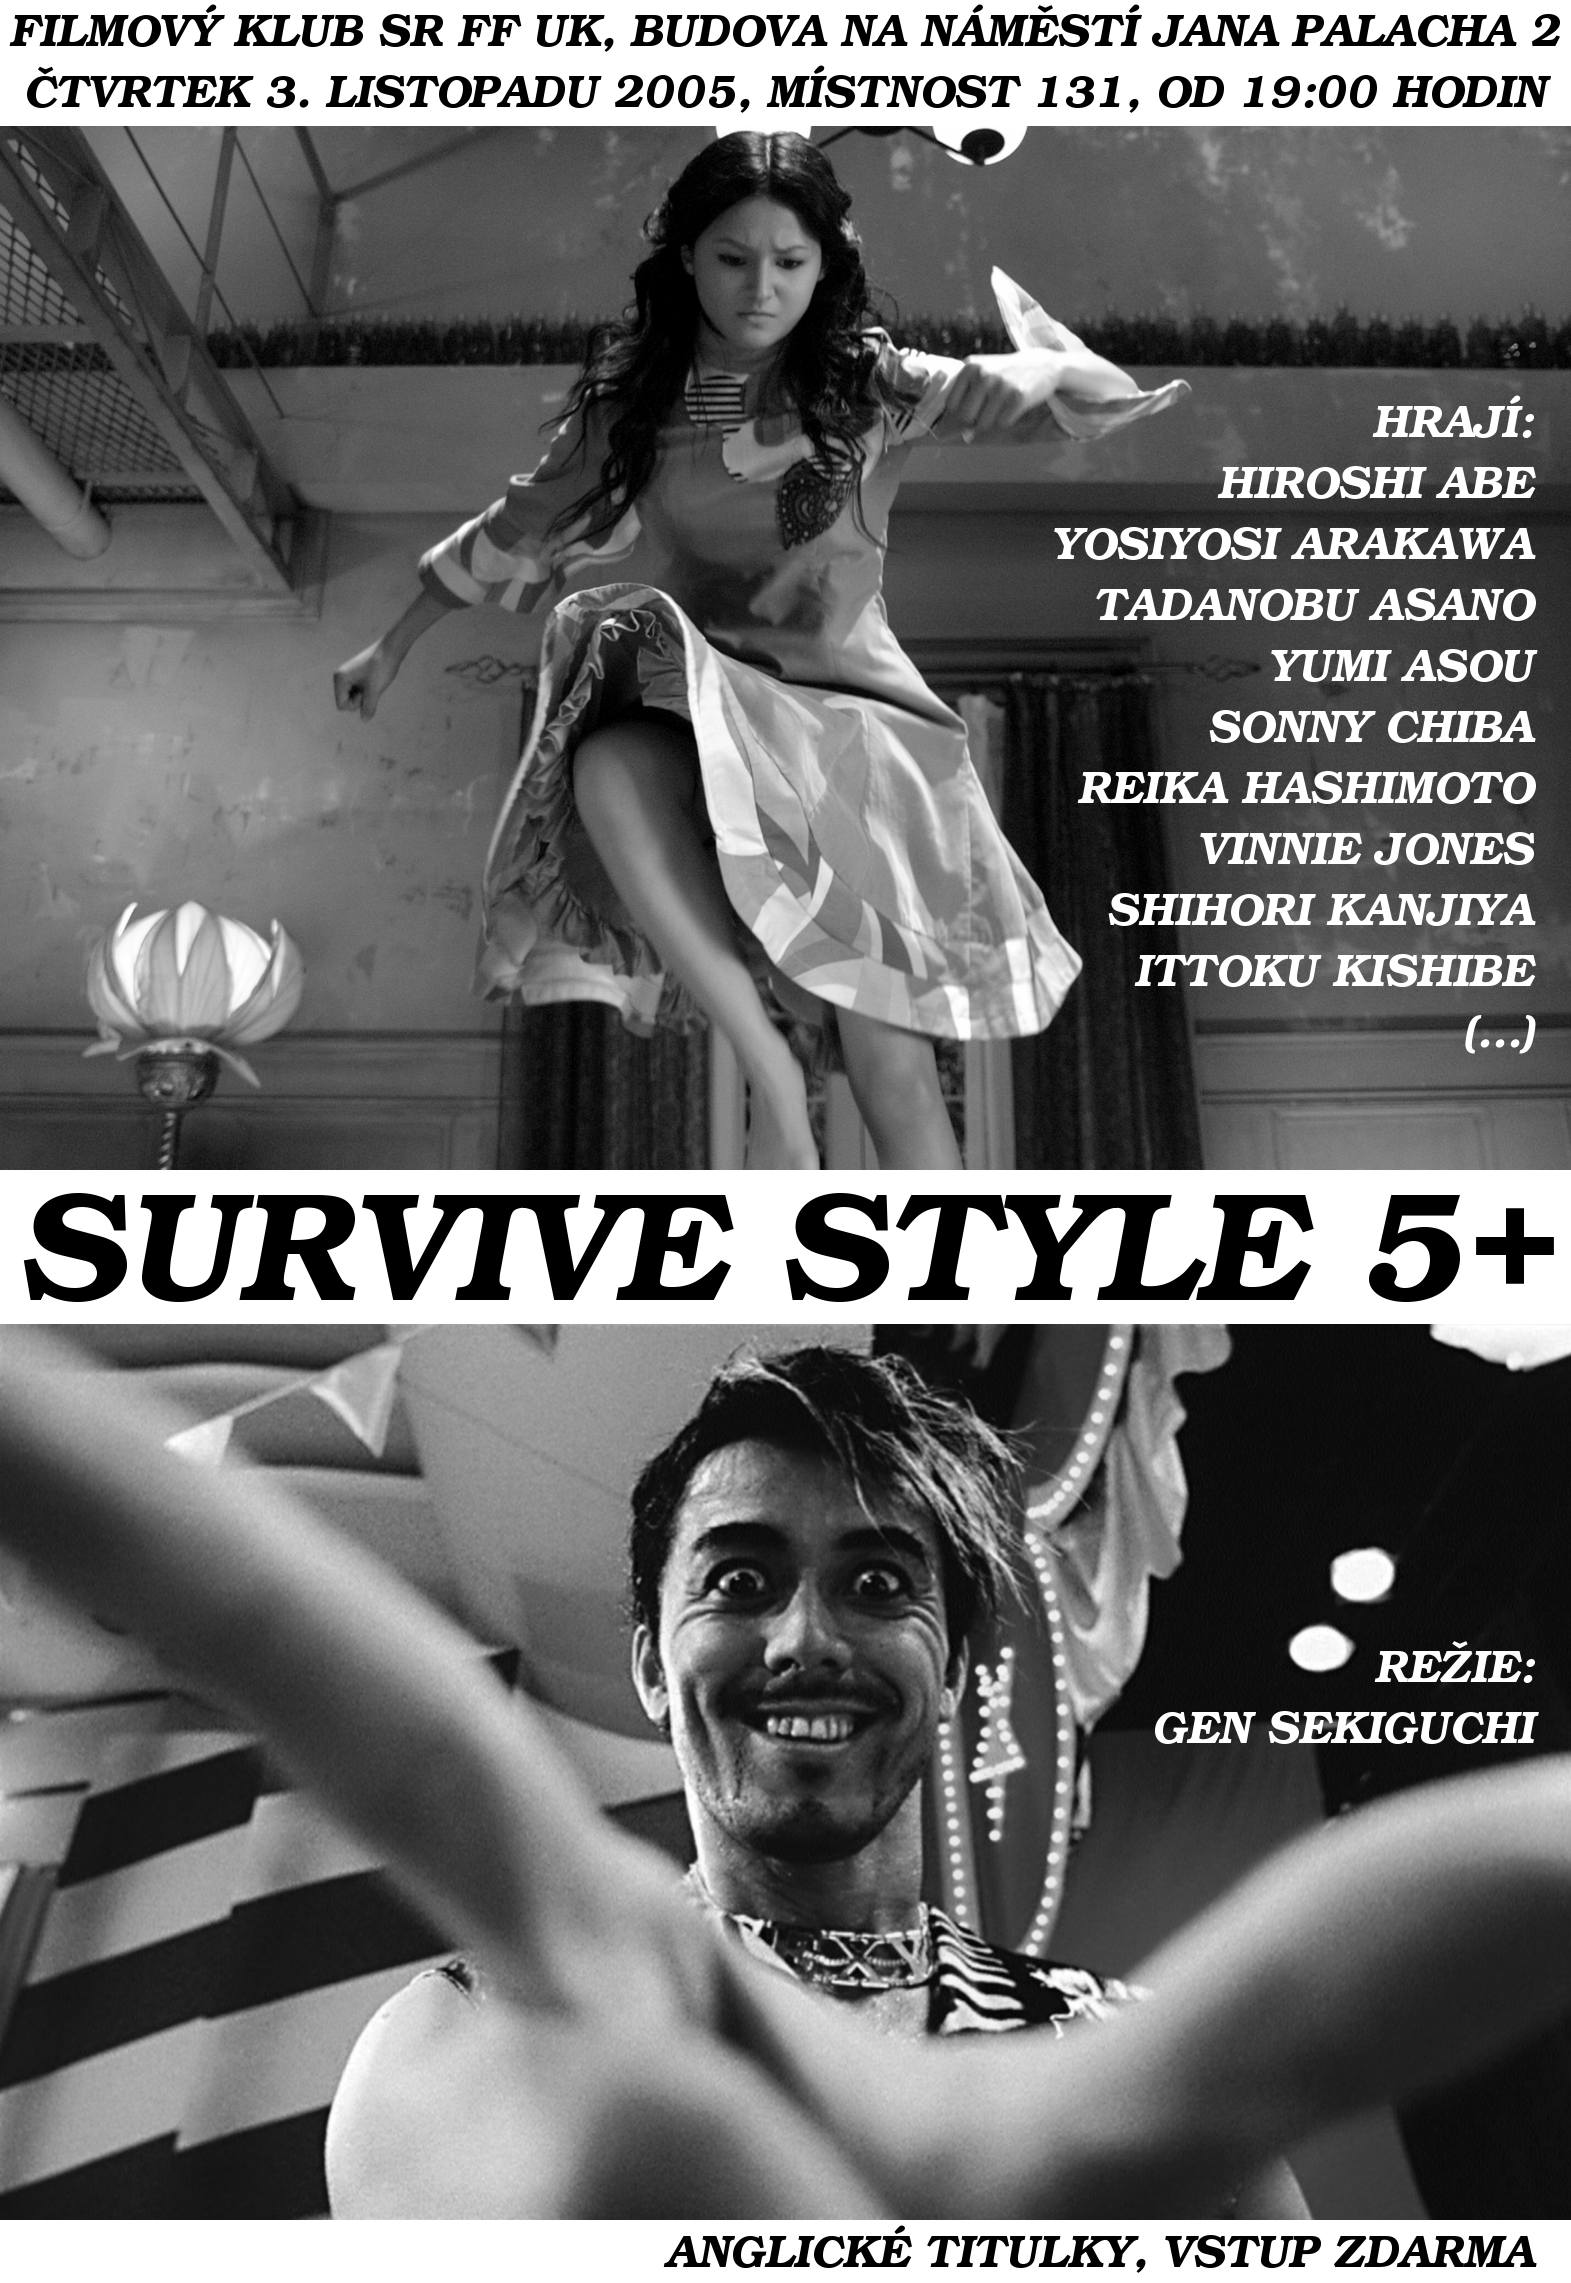 FILMOVÝ KLUB SR FF UK, BUDOVA NA NÁMĚSTÍ JANA PALACHA 2
ČTVRTEK 3. LISTOPADU 2005, MÍSTNOST 131, OD 19:00 HODIN
HRAJÍ:
HIROSHI ABE
YOSIYOSI ARAKAWA
TADANOBU ASANO
YUMI ASOU
SONNY CHIBA
REIKA HASHIMOTO
VINNIE JONES
SHIHORI KANJIYA
ITTOKU KISHIBE
(...)
SURVIVE STYLE 5+
REŽIE:
GEN SEKIGUCHI
ANGLICKÉ TITULKY, VSTUP ZDARMA